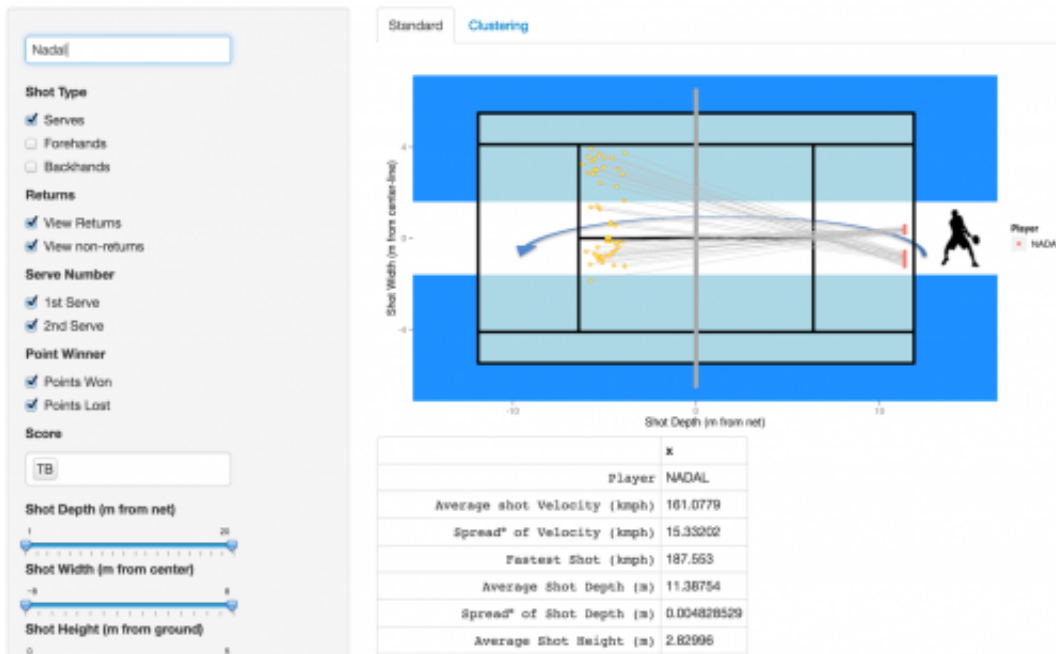 Nadal
Shot Type
Serves
Forehands
Backhands
Returns
View Returns
View non-returns
Serve Number
1st Serve
2nd Serve
Point Winner
Points Won
Points Lost
Score
TB
Shot Depth (m from net)
1 20
Shot Width (m from center)
-8 8
Shot Height (m from ground)
0 5
Standard Clustering
Shot Width (m from center-line)
4
0
-10 0 10
Shot Depth (m from net)
Player
NADA
x
Player NADAL
Average shot Velocity (kmph) 161.0779
Spread* of Velocity (kmph) 15.33202
Fastest Shot (kmph) 187.553
Average Shot Depth (m) 11.38754
Spread* of Shot Depth (m) 0.004828529
Average Shot Height (m) 2.82996